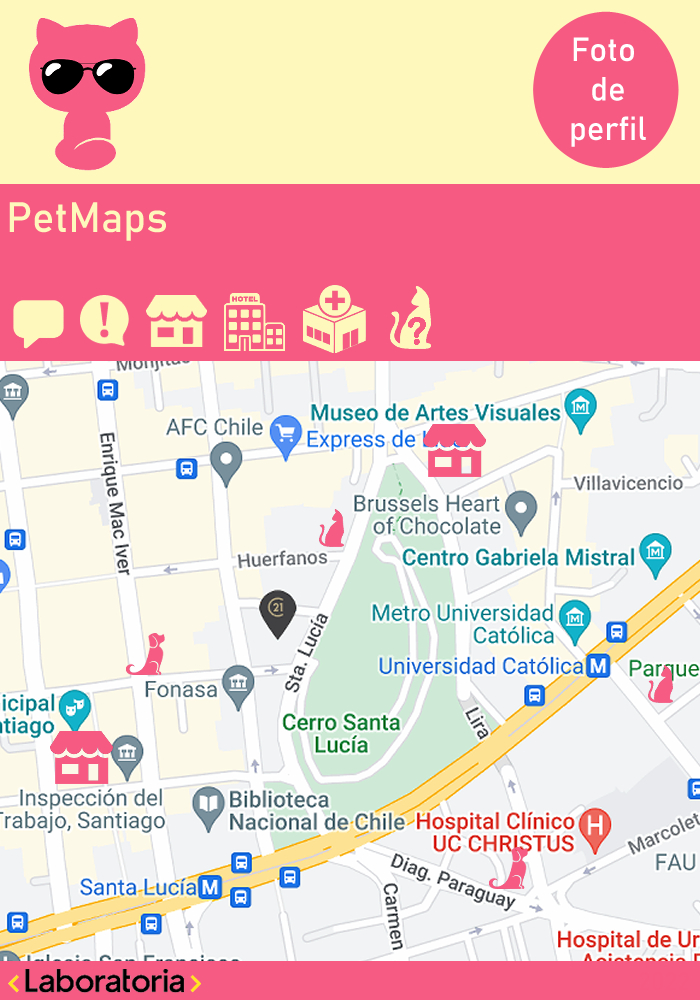 Foto
de
perfil
PetMaps
HOTEL
Monjitas
Museo de Artes Visuales
AFC Chile
Express de
Enrique Mac Iver
Villavicencio
Brussels Heart
of Chocolate
Huerfanos
Centro Gabriela Mistral
21
Metro Universidad
Católica
Sta. Lucía
Universidad Católica M
Parque
Fonasa
icipal
ntiago
Cerro Santa
Lucía
Lira
Inspección del
Trabajo, Santiago
Biblioteca
Nacional de Chile
Hospital Clínico
UC CHRISTUS
H
Marcolet
FAU
Diag. Paraguay
Santa Lucía M
Carmen
Hospital de Ur
Iglesia San Francisco
Asistencia P
<Laboratoria>